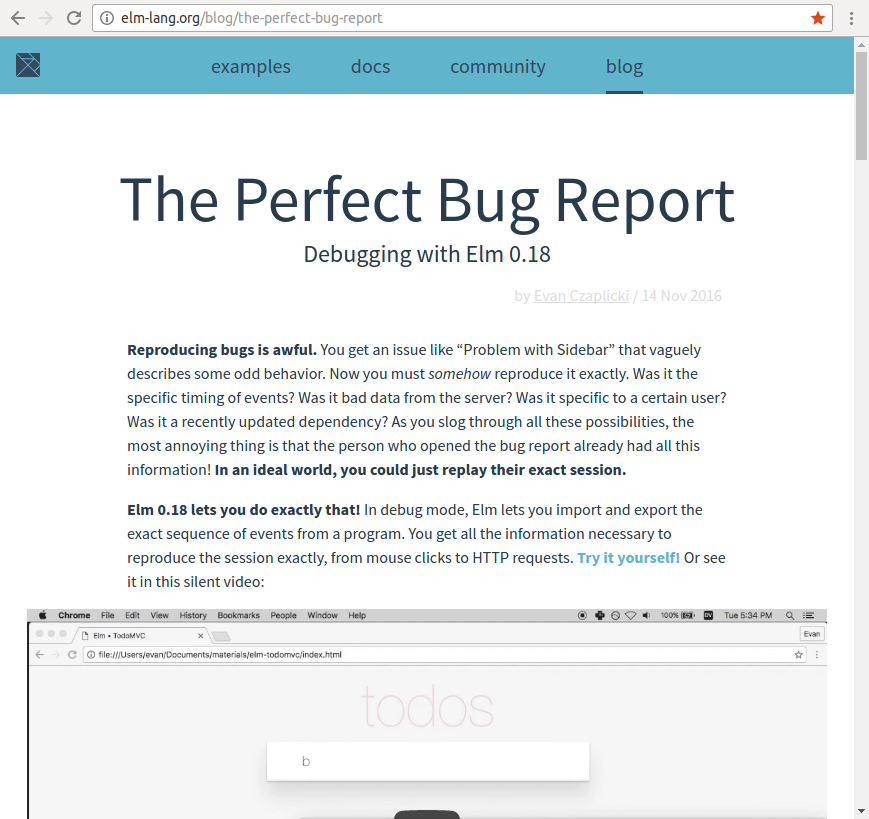 elm-lang.org/blog/the-perfect-bug-report
examples docs community blog
The Perfect Bug Report
Debugging with Elm 0.18
by Evan Czaplicki / 14 Nov 2016
Reproducing bugs is awful. You get an issue like “Problem with Sidebar” that vaguely
describes some odd behavior. Now you must somehow reproduce it exactly. Was it the
specific timing of events? Was it bad data from the server? Was it specific to a certain user?
Was it a recently updated dependency? As you slog through all these possibilities, the
most annoying thing is that the person who opened the bug report already had all this
information! In an ideal world, you could just replay their exact session.
Elm 0.18 lets you do exactly that! In debug mode, Elm lets you import and export the
exact sequence of events from a program. You get all the information necessary to
reproduce the session exactly, from mouse clicks to HTTP requests. Try it yourself! Or see
it in this silent video:
Chrome File Edit View History Bookmarks People Window Help 100% Tue 5:34 PM
Elm • TodoMVC Evan
file:///Users/evan/Documents/materials/elm-todomvc/index.html
todos
b